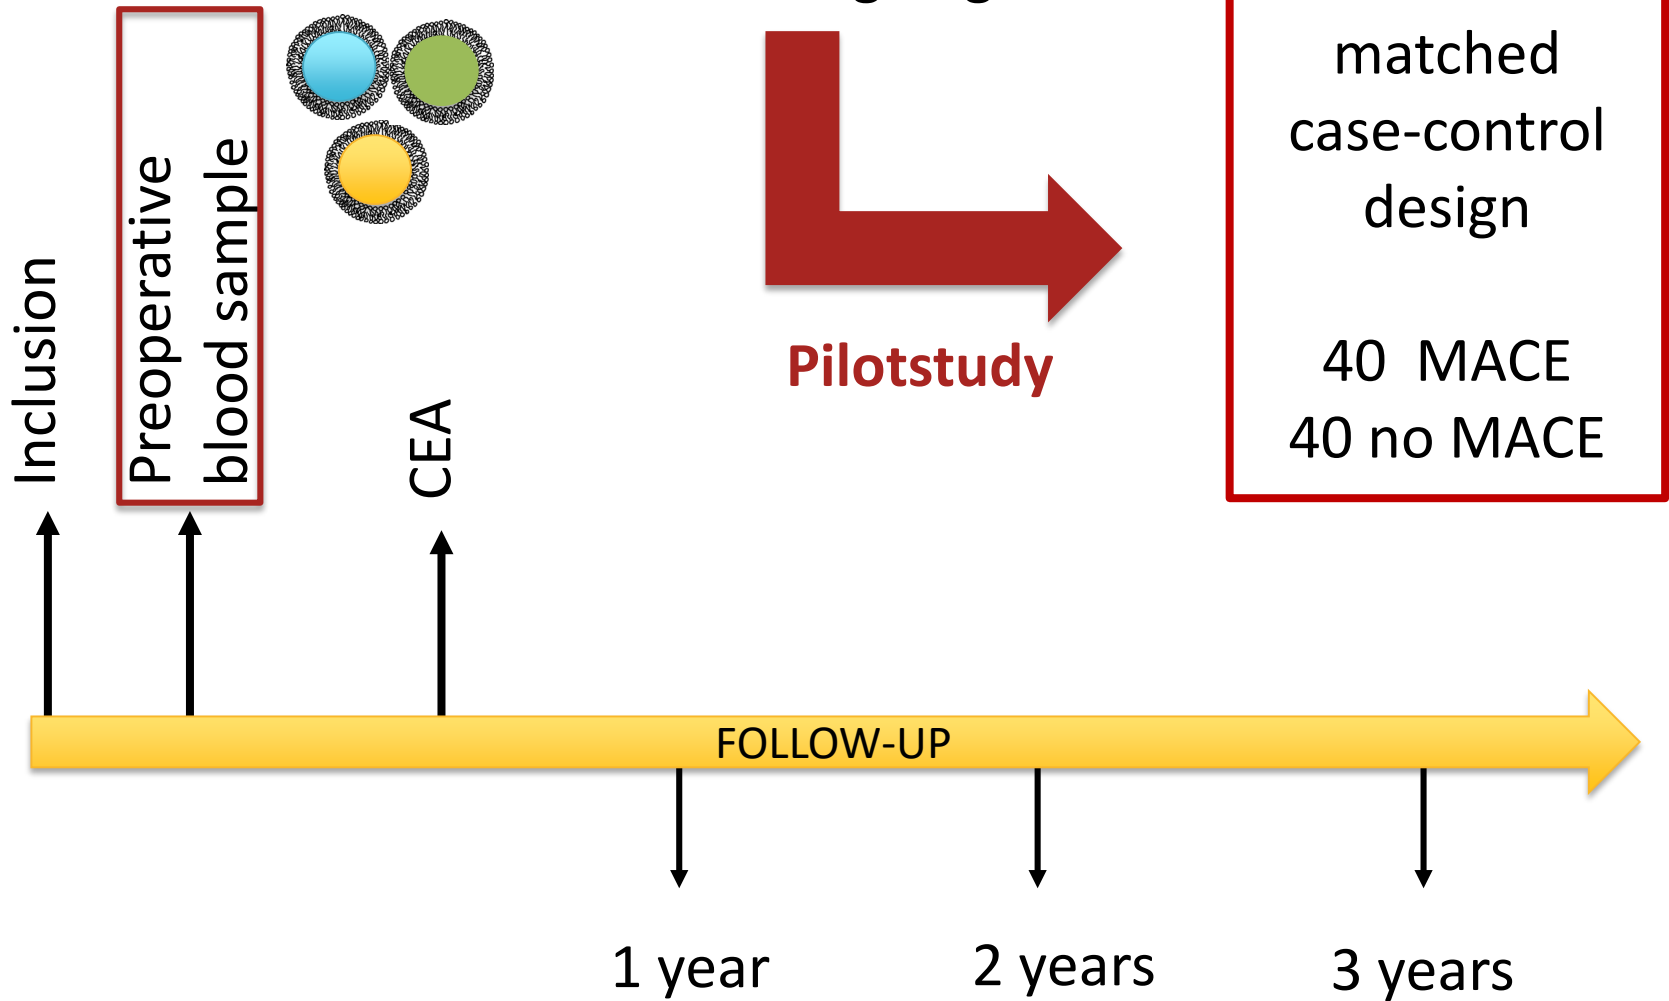 matched
case-control
design
40 MACE
40 no MACE
Pilotstudy
Inclusion
Preoperative
blood sample
CEA
FOLLOW-UP
1 year
2 years
3 years